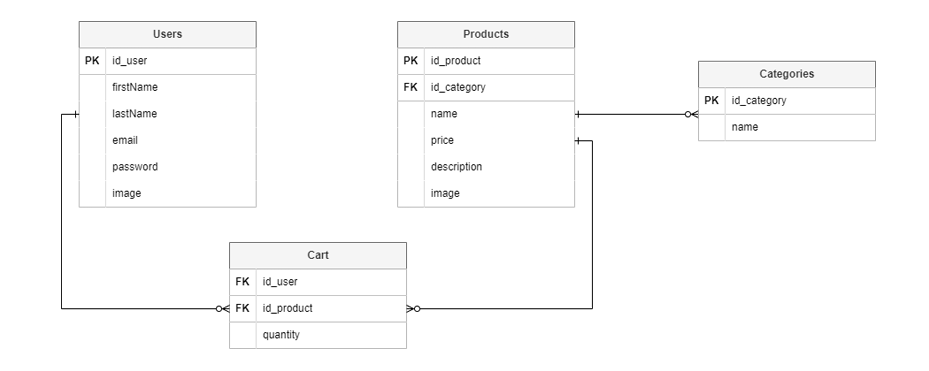 Users
PK id_user
firstName
lastName
email
password
image
Products
PK id_product
FK id_category
name
price
description
image
Categories
PK id_category
name
Cart
FK id_user
FK id_product
quantity